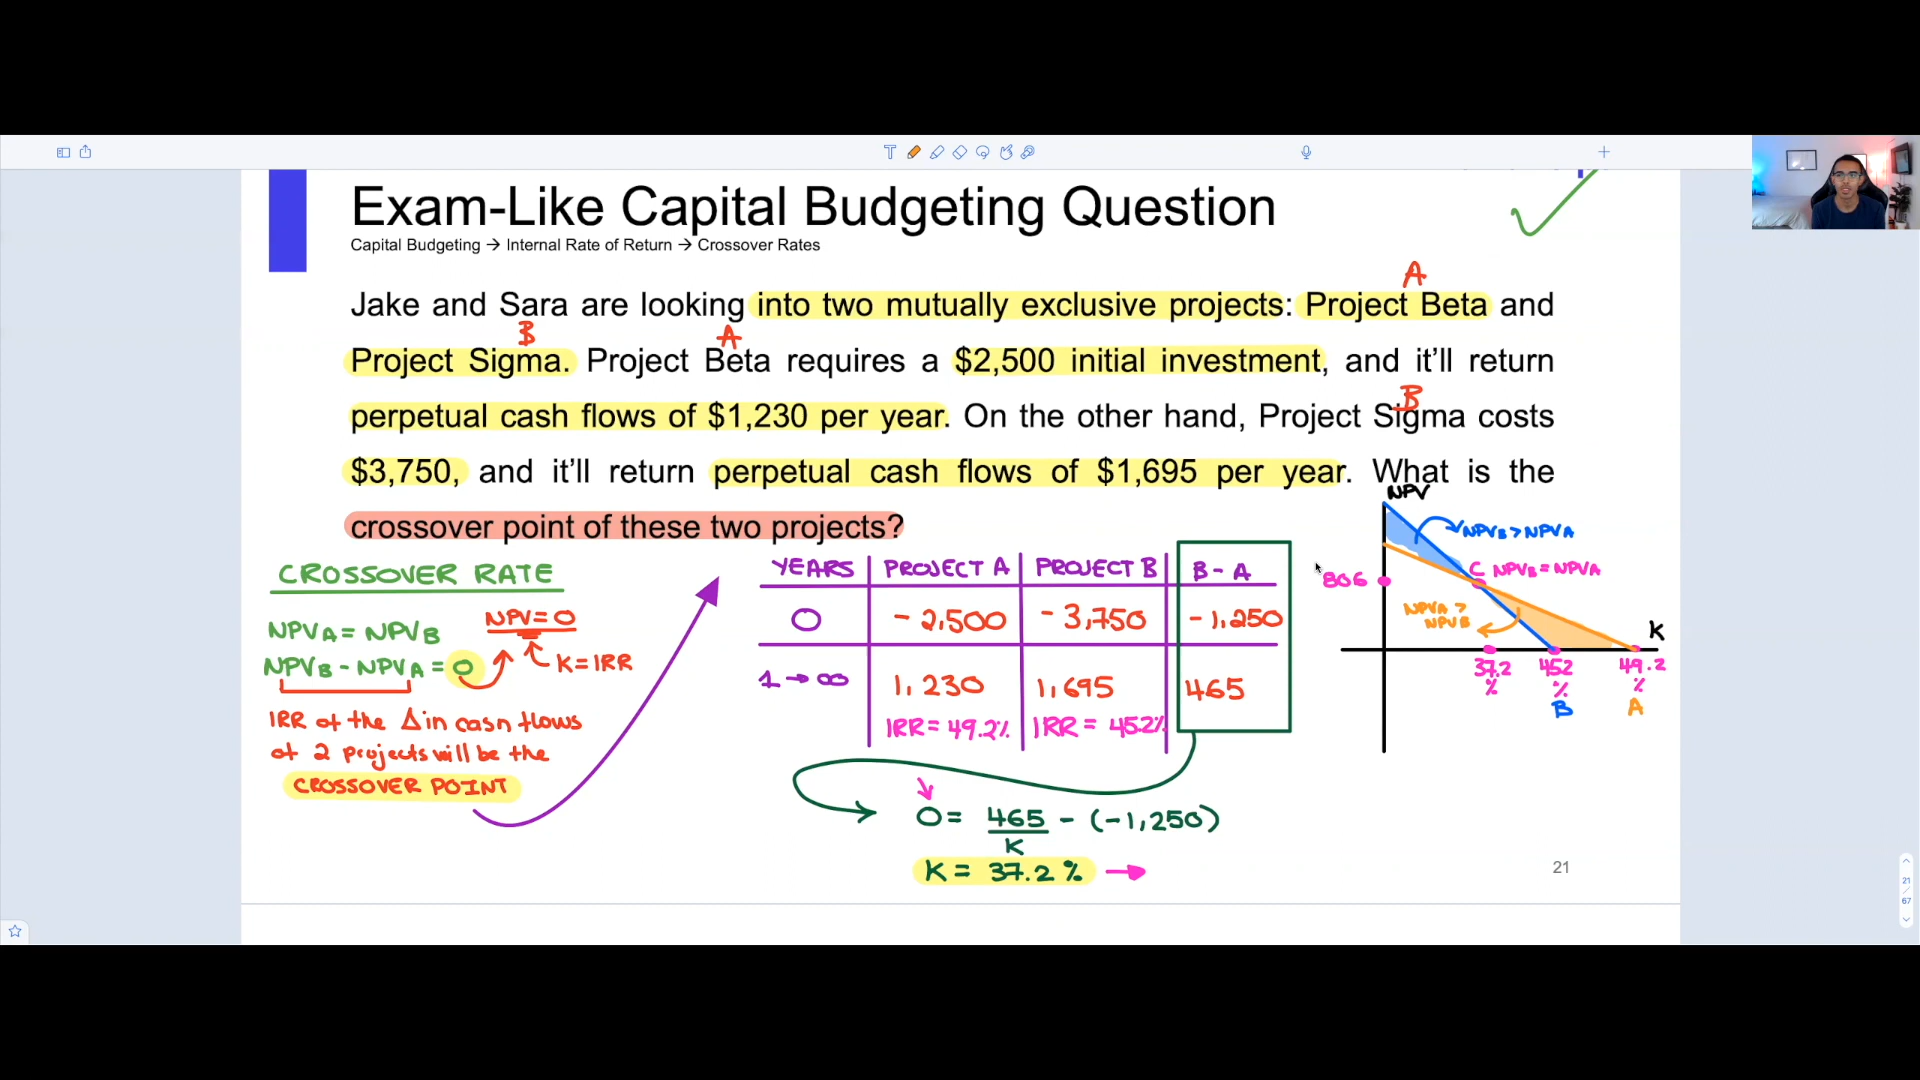 Exam-Like Capital Budgeting Question
Capital Budgeting → Internal Rate of Return → Crossover Rates
A
Jake and Sara are looking into two mutually exclusive projects: Project Beta and
B
A
Project Sigma. Project Beta requires a $2,500 initial investment, and it'll return
B
perpetual cash flows of $1,230 per year. On the other hand, Project Sigma costs
$3,750, and it'll return perpetual cash flows of $1,695 per year. What is the
crossover point of these two projects?
CROSSOVER RATE
NPVA = NPVB
NPVB - NPVA = 0
NPV = 0
K = IRR
IRR of the Δ in cash flows
of 2 projects will be the
CROSSOVER POINT
YEARS PROJECT A PROJECT B B - A
0 - 2,500 - 3,750 - 1,250
1 → ∞ 1,230 1,695 465
IRR = 49.2% IRR = 45.2%
0 = 465/K - (-1,250)
K = 37.2% →
NPV
NPVB > NPVA
C NPVB = NPVA
806
NPVA >
NPVB
K
37.2
%
452
%
B
49.2
%
A
21
21
/
67